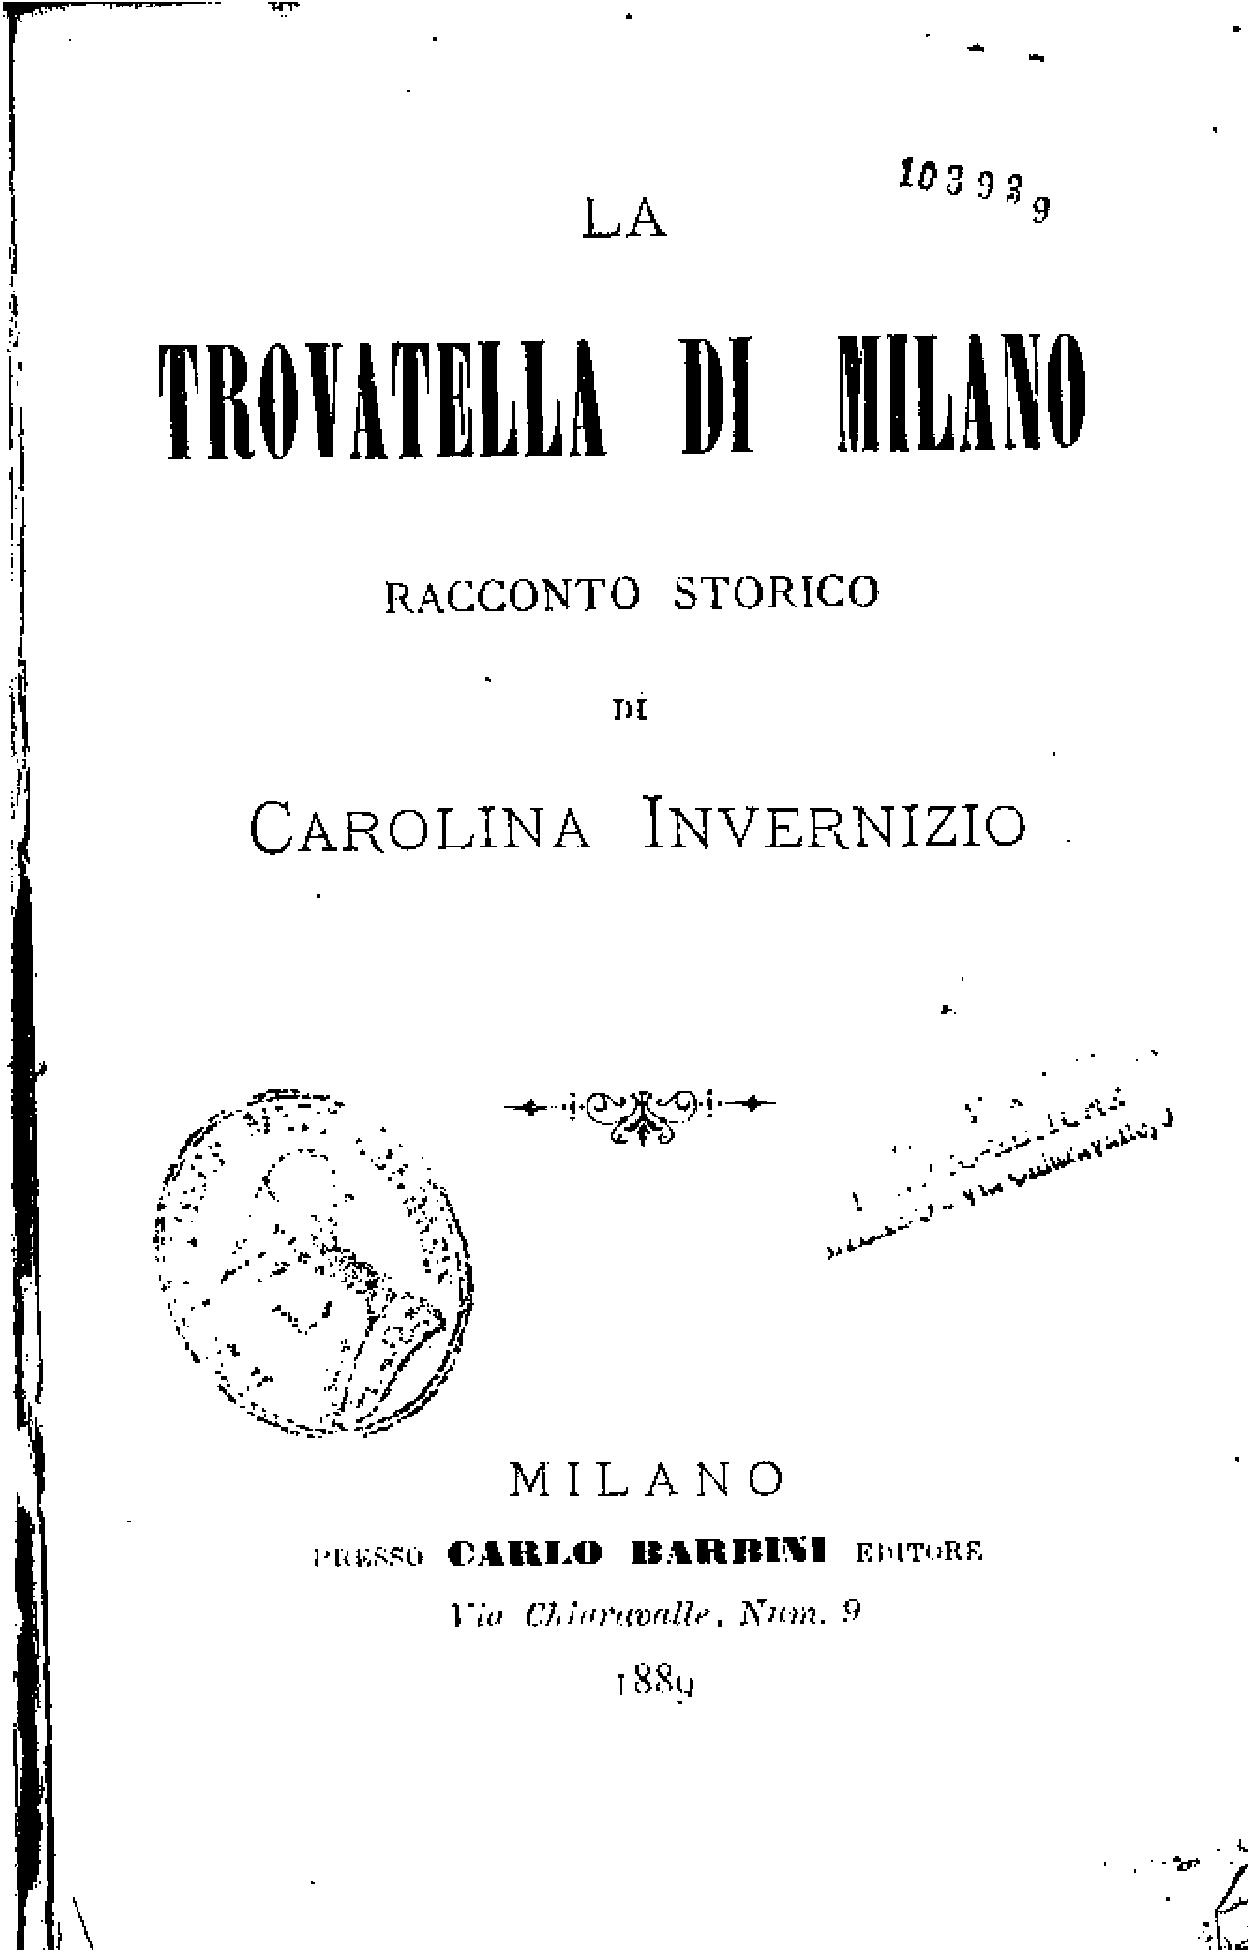 103939
LA
TROVATELLA DI MILANO
RACCONTO STORICO
DI
CAROLINA INVERNIZIO
MILANO
PRESSO CARLO BARBINI EDITORE
Via Chiaravalle, Num. 9
1889